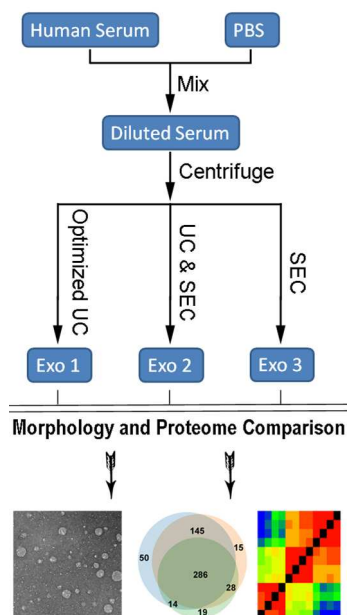 Human Serum
PBS
Mix
Diluted Serum
Centrifuge
Optimized UC
UC & SEC
SEC
Exo 1
Exo 2
Exo 3
Morphology and Proteome Comparison
145
50
15
286
28
14
19